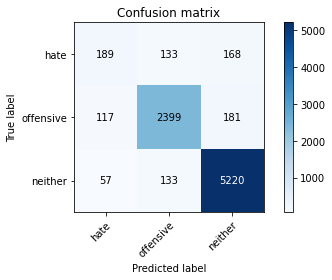 Confusion matrix
True label
hate
189
133
168
offensive
117
2399
181
neither
57
133
5220
hate
offensive
neither
Predicted label
5000
4000
3000
2000
1000